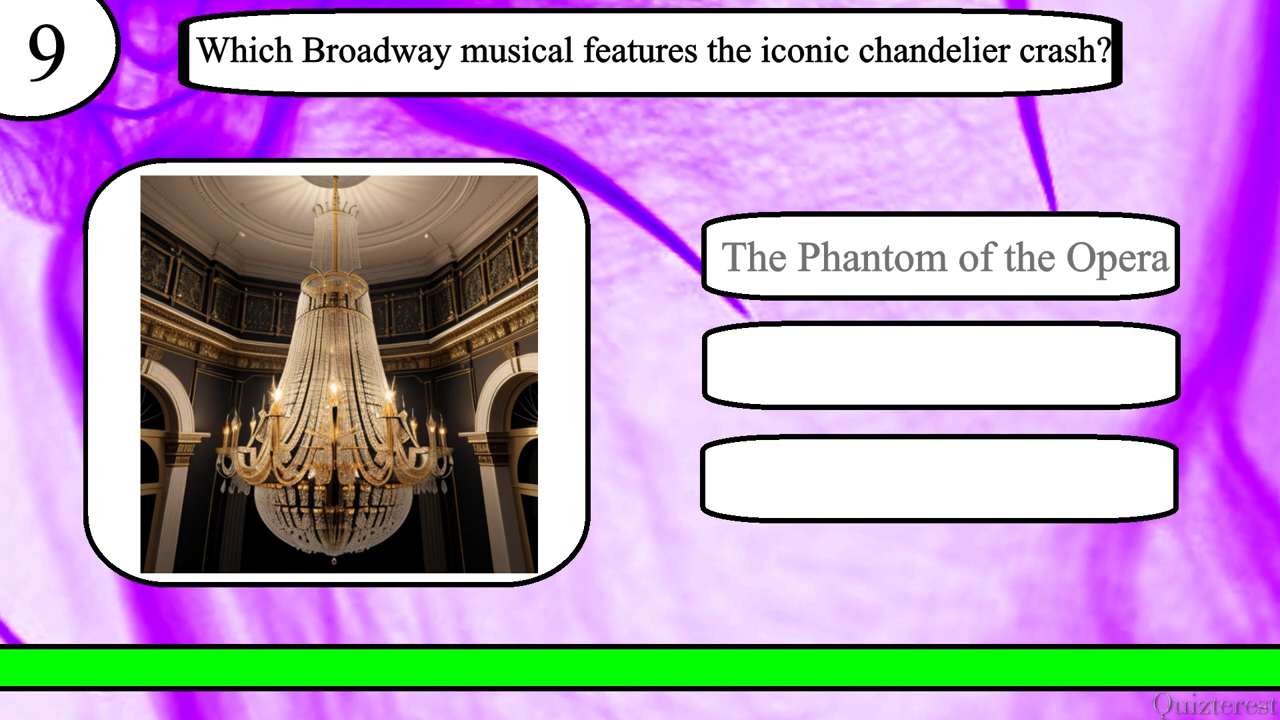 9
Which Broadway musical features the iconic chandelier crash?
The Phantom of the Opera
Quizterest